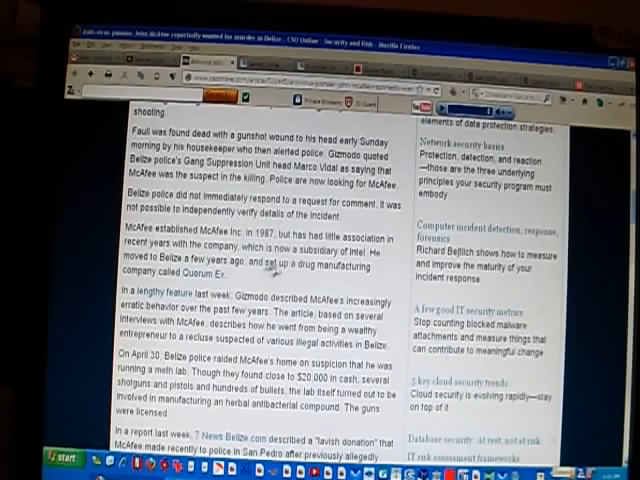 Anti-virus pioneer John McAfee reportedly wanted for murder in Belize - CSO Online - Security and Risk - Mozilla Firefox
shooting.
Faull was found dead with a gunshot wound to his head early Sunday
morning by his housekeeper who then alerted police. Gizmodo quoted
Belize police's Gang Suppression Unit head Marco Vidal as saying that
McAfee was the suspect in the killing. Police are now looking for McAfee.
Belize police did not immediately respond to a request for comment. It was
not possible to independently verify details of the incident.
McAfee established McAfee Inc. in 1987, but has had little association in
recent years with the company, which is now a subsidiary of Intel. He
moved to Belize a few years ago, and set up a drug manufacturing
company called Quorum Ex.
In a lengthy feature last week, Gizmodo described McAfee's increasingly
erratic behavior over the past few years. The article, based on several
interviews with McAfee, describes how he went from being a wealthy
entrepreneur to a recluse suspected of various illegal activities in Belize.
On April 30, Belize police raided McAfee's home on suspicion that he was
running a meth lab. Though they found close to $20,000 in cash, several
shotguns and pistols and hundreds of bullets, the lab itself turned out to be
involved in manufacturing an herbal antibacterial compound. The guns
were licensed.
In a report last week, 7 News Belize.com described a "lavish donation" that
McAfee made recently to police in San Pedro after previously allegedly
elements of data protection strategies.
Network security basics
Protection, detection, and reaction
—those are the three underlying
principles your security program must
embody
Computer incident detection, response,
forensics
Richard Bejtlich shows how to measure
and improve the maturity of your
incident response
A few good IT security metrics
Stop counting blocked malware
attachments and measure things that
can contribute to meaningful change
5 key cloud security trends
Cloud security is evolving rapidly—stay
on top of it
Database security: At rest, not at risk
IT risk assessment frameworks
start